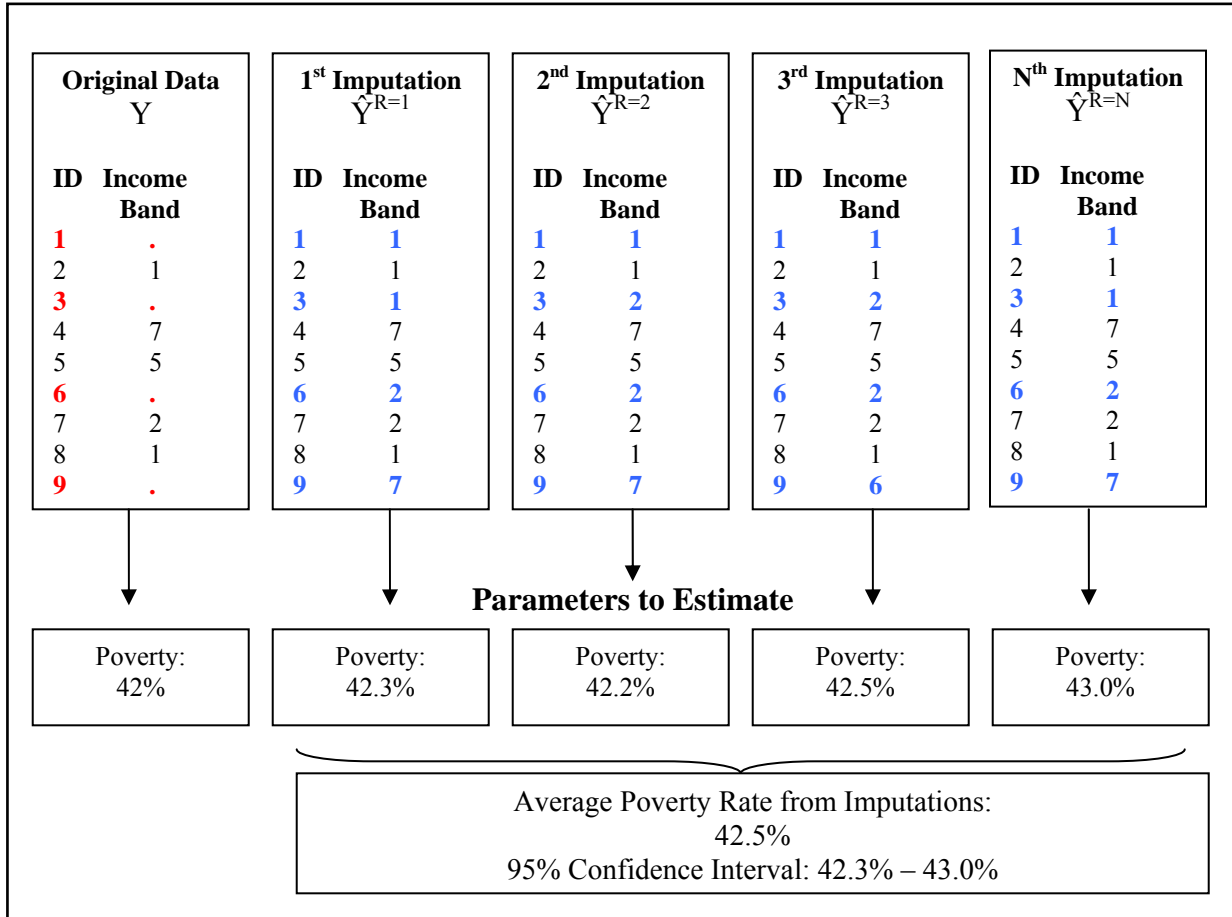 Original Data
Y
ID Income
Band
1 .
2 1
3 .
4 7
5 5
6 .
7 2
8 1
9 .
1st Imputation
ŶR=1
ID Income
Band
1 1
2 1
3 1
4 7
5 5
6 2
7 2
8 1
9 7
2nd Imputation
ŶR=2
ID Income
Band
1 1
2 1
3 2
4 7
5 5
6 2
7 2
8 1
9 7
3rd Imputation
ŶR=3
ID Income
Band
1 1
2 1
3 2
4 7
5 5
6 2
7 2
8 1
9 6
Nth Imputation
ŶR=N
ID Income
Band
1 1
2 1
3 1
4 7
5 5
6 2
7 2
8 1
9 7
Parameters to Estimate
Poverty:
42%
Poverty:
42.3%
Poverty:
42.2%
Poverty:
42.5%
Poverty:
43.0%
Average Poverty Rate from Imputations:
42.5%
95% Confidence Interval: 42.3% – 43.0%